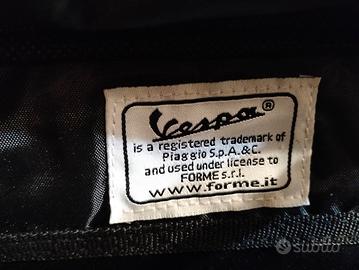 Vespa®
is a registered trademark of
Piaggio S.p.A.&C.
and used under license to
FORME s.r.l.
www.forme.it
subito